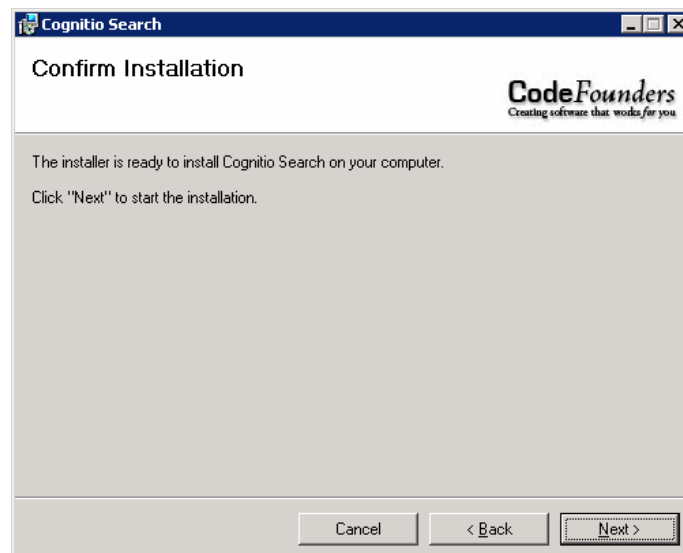 Cognitio Search
Confirm Installation
CodeFounders
Creating software that works for you
The installer is ready to install Cognitio Search on your computer.
Click "Next" to start the installation.
Cancel
< Back
Next >